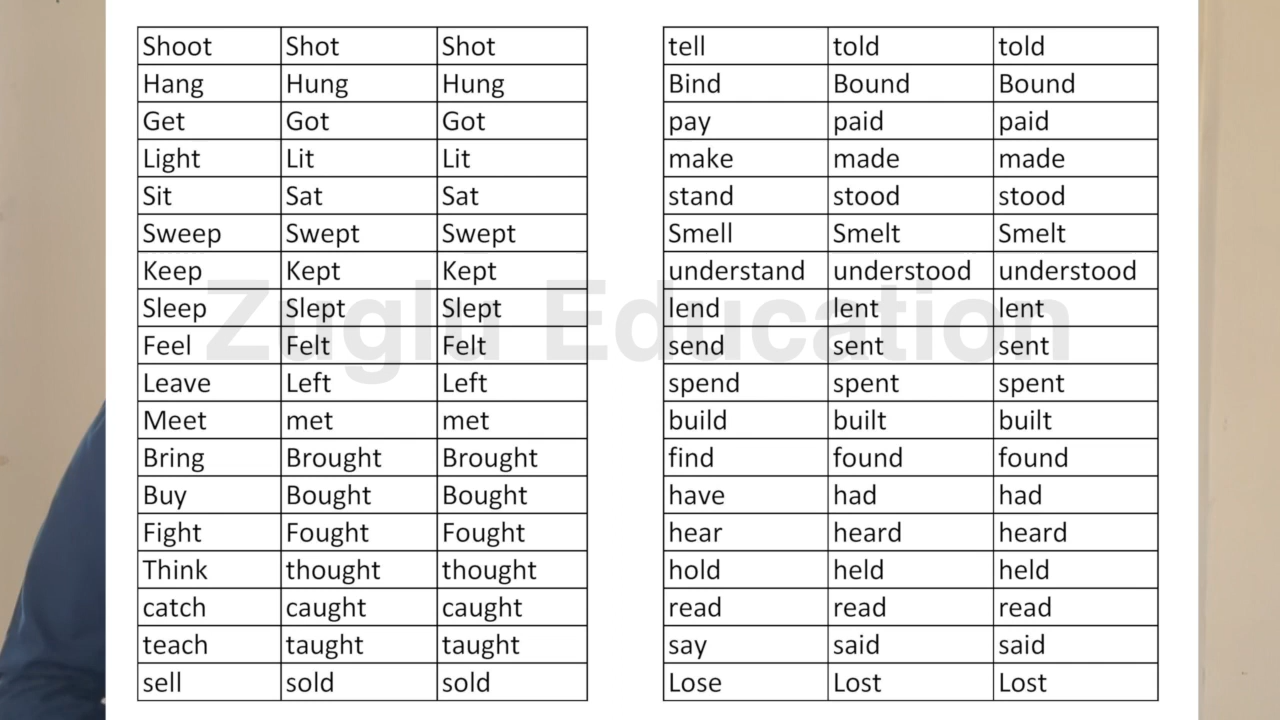 Shoot Shot Shot
Hang Hung Hung
Get Got Got
Light Lit Lit
Sit Sat Sat
Sweep Swept Swept
Keep Kept Kept
Sleep Slept Slept
Feel Felt Felt
Leave Left Left
Meet met met
Bring Brought Brought
Buy Bought Bought
Fight Fought Fought
Think thought thought
catch caught caught
teach taught taught
sell sold sold
tell told told
Bind Bound Bound
pay paid paid
make made made
stand stood stood
Smell Smelt Smelt
understand understood understood
lend lent lent
send sent sent
spend spent spent
build built built
find found found
have had had
hear heard heard
hold held held
read read read
say said said
Lose Lost Lost
Zuglu Education